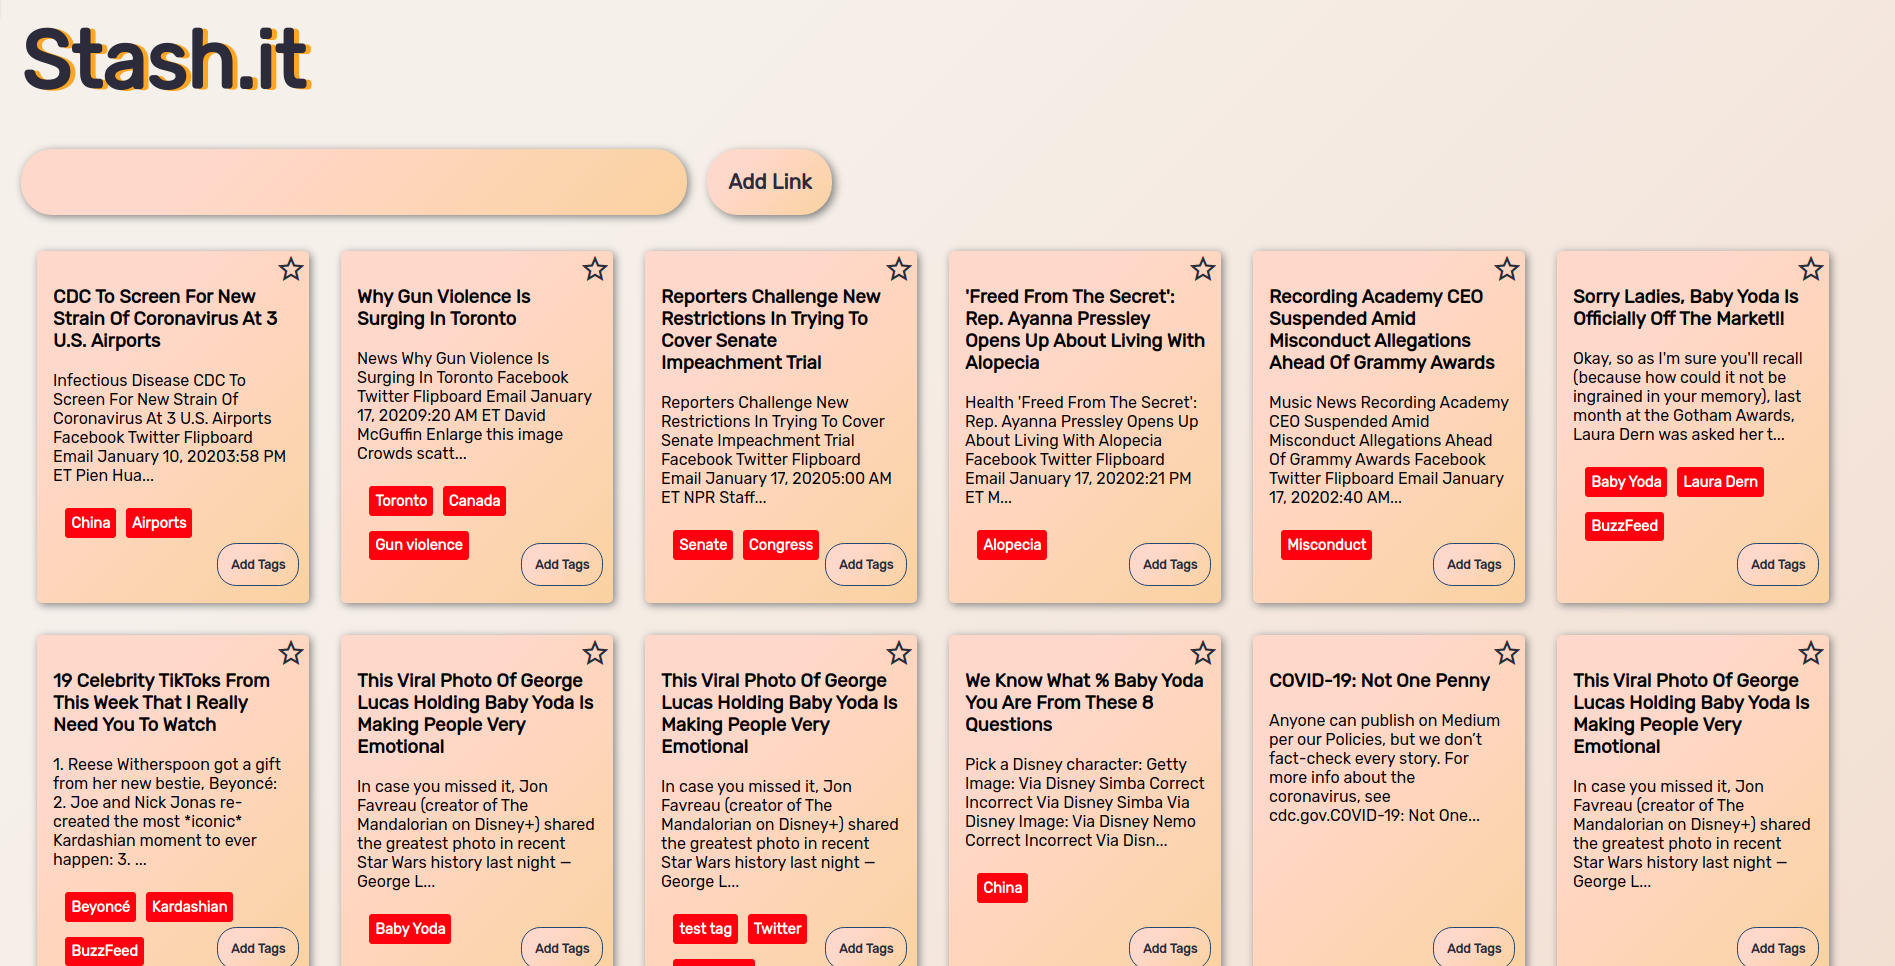 Stash.it
Add Link
CDC To Screen For New
Strain Of Coronavirus At 3
U.S. Airports
Infectious Disease CDC To
Screen For New Strain Of
Coronavirus At 3 U.S. Airports
Facebook Twitter Flipboard
Email January 10, 20203:58 PM
ET Pien Hua...
China Airports
Add Tags
Why Gun Violence Is
Surging In Toronto
News Why Gun Violence Is
Surging In Toronto Facebook
Twitter Flipboard Email January
17, 20209:20 AM ET David
McGuffin Enlarge this image
Crowds scatt...
Toronto Canada
Gun violence
Add Tags
Reporters Challenge New
Restrictions In Trying To
Cover Senate
Impeachment Trial
Reporters Challenge New
Restrictions In Trying To Cover
Senate Impeachment Trial
Facebook Twitter Flipboard
Email January 17, 20205:00 AM
ET NPR Staff...
Senate Congress
Add Tags
'Freed From The Secret':
Rep. Ayanna Pressley
Opens Up About Living With
Alopecia
Health 'Freed From The Secret':
Rep. Ayanna Pressley Opens Up
About Living With Alopecia
Facebook Twitter Flipboard
Email January 17, 20202:21 PM
ET M...
Alopecia
Add Tags
Recording Academy CEO
Suspended Amid
Misconduct Allegations
Ahead Of Grammy Awards
Music News Recording Academy
CEO Suspended Amid
Misconduct Allegations Ahead
Of Grammy Awards Facebook
Twitter Flipboard Email January
17, 20202:40 AM...
Misconduct
Add Tags
Sorry Ladies, Baby Yoda Is
Officially Off The Market!!
Okay, so as I'm sure you'll recall
(because how could it not be
ingrained in your memory), last
month at the Gotham Awards,
Laura Dern was asked her t...
Baby Yoda Laura Dern
BuzzFeed
Add Tags
19 Celebrity TikToks From
This Week That I Really
Need You To Watch
1. Reese Witherspoon got a gift
from her new bestie, Beyoncé:
2. Joe and Nick Jonas re-
created the most *iconic*
Kardashian moment to ever
happen: 3. ...
Beyoncé Kardashian
BuzzFeed
Add Tags
This Viral Photo Of George
Lucas Holding Baby Yoda Is
Making People Very
Emotional
In case you missed it, Jon
Favreau (creator of The
Mandalorian on Disney+) shared
the greatest photo in recent
Star Wars history last night —
George L...
Baby Yoda
Add Tags
This Viral Photo Of George
Lucas Holding Baby Yoda Is
Making People Very
Emotional
In case you missed it, Jon
Favreau (creator of The
Mandalorian on Disney+) shared
the greatest photo in recent
Star Wars history last night —
George L...
test tag Twitter
Add Tags
We Know What % Baby Yoda
You Are From These 8
Questions
Pick a Disney character: Getty
Image: Via Disney Simba Correct
Incorrect Via Disney Simba Via
Disney Image: Via Disney Nemo
Correct Incorrect Via Disn...
China
Add Tags
COVID-19: Not One Penny
Anyone can publish on Medium
per our Policies, but we don’t
fact-check every story. For
more info about the
coronavirus, see
cdc.gov.COVID-19: Not One...
Add Tags
This Viral Photo Of George
Lucas Holding Baby Yoda Is
Making People Very
Emotional
In case you missed it, Jon
Favreau (creator of The
Mandalorian on Disney+) shared
the greatest photo in recent
Star Wars history last night —
George L...
Add Tags